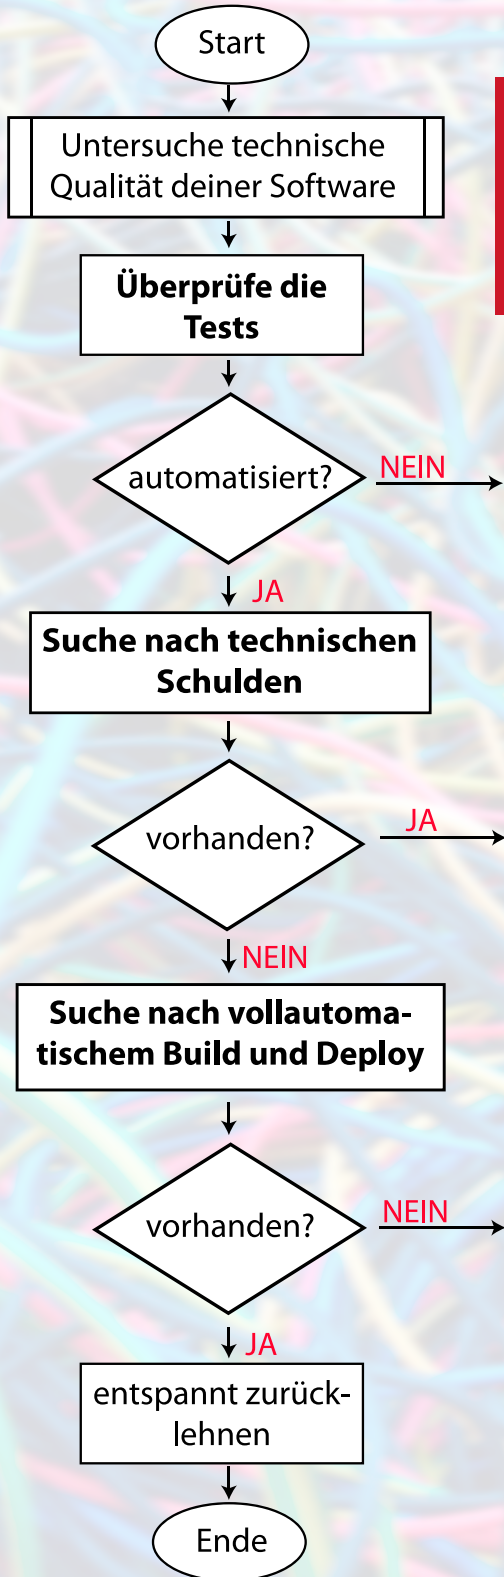 Start
Untersuche technische
Qualität deiner Software
Überprüfe die
Tests
automatisiert?
NEIN
JA
Suche nach technischen
Schulden
vorhanden?
JA
NEIN
Suche nach vollautoma-
tischem Build und Deploy
vorhanden?
NEIN
JA
entspannt zurück-
lehnen
Ende